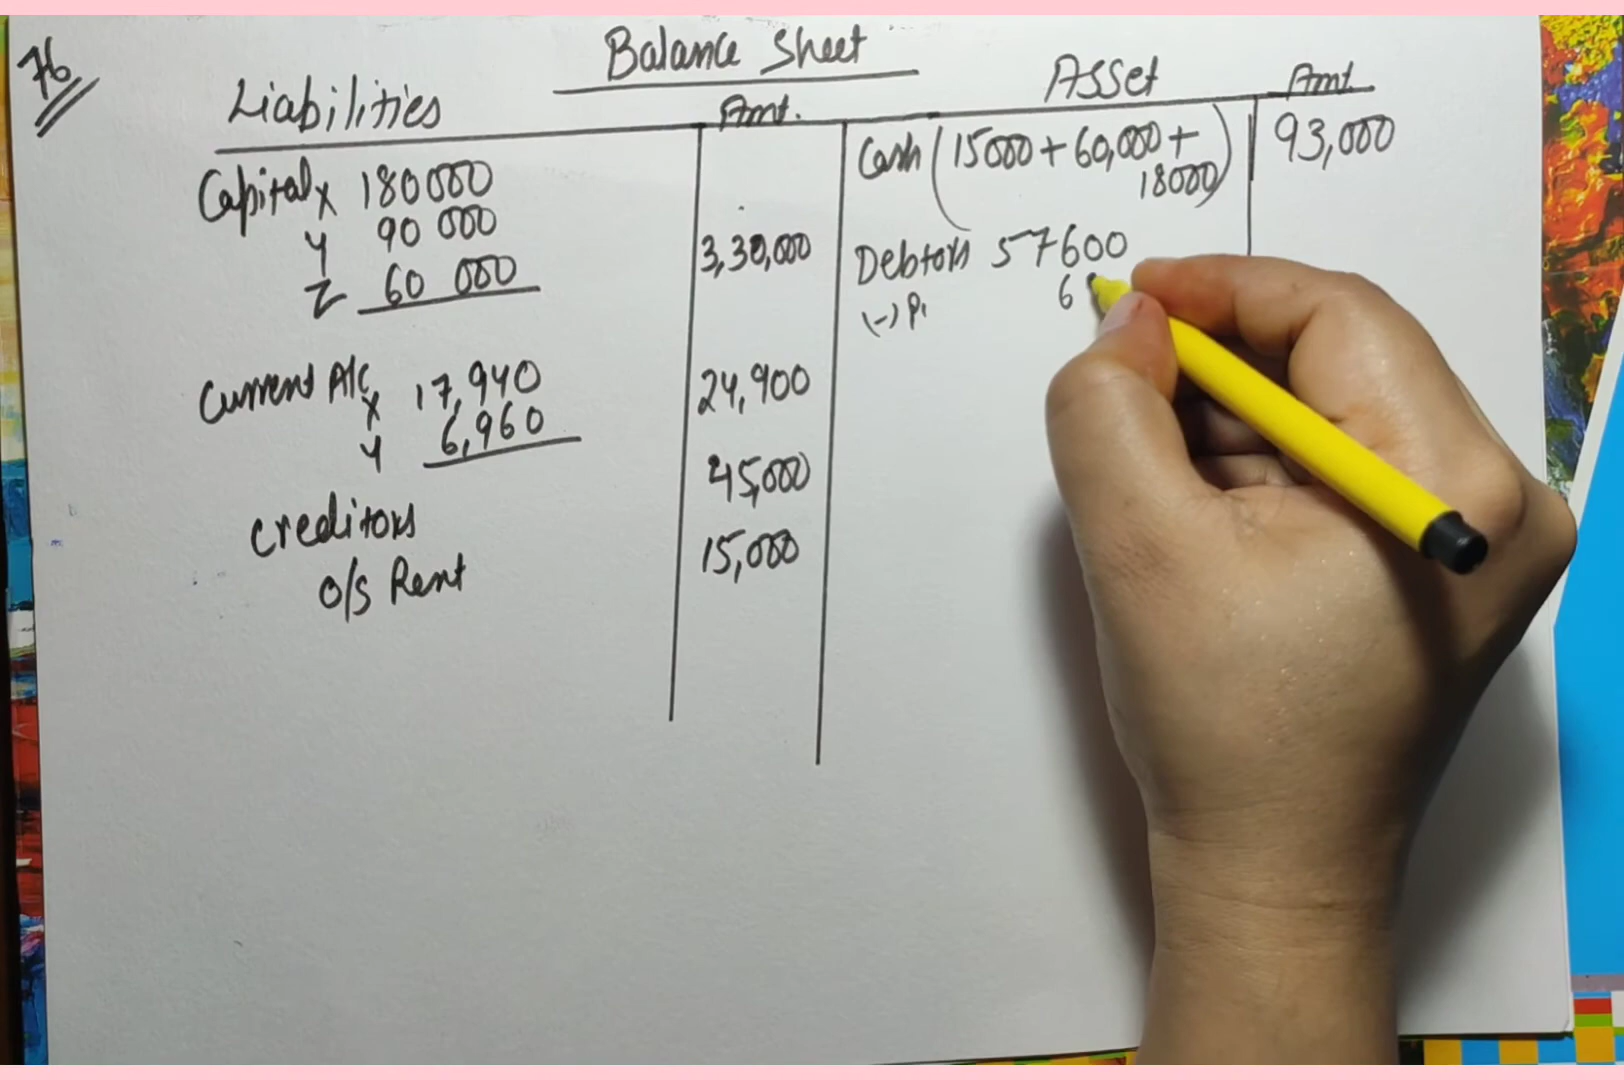 76
Balance Sheet
Liabilities Amt. Asset Amt.
Capital X 180000
Y 90 000
Z 60 000
3,30,000
Current A/c X 17,940
Y 6,960
24,900
Creditors 45,000
O/S Rent 15,000
Cash (15000 + 60,000 + 18000) 93,000
Debtors 57600
(-) P. 6